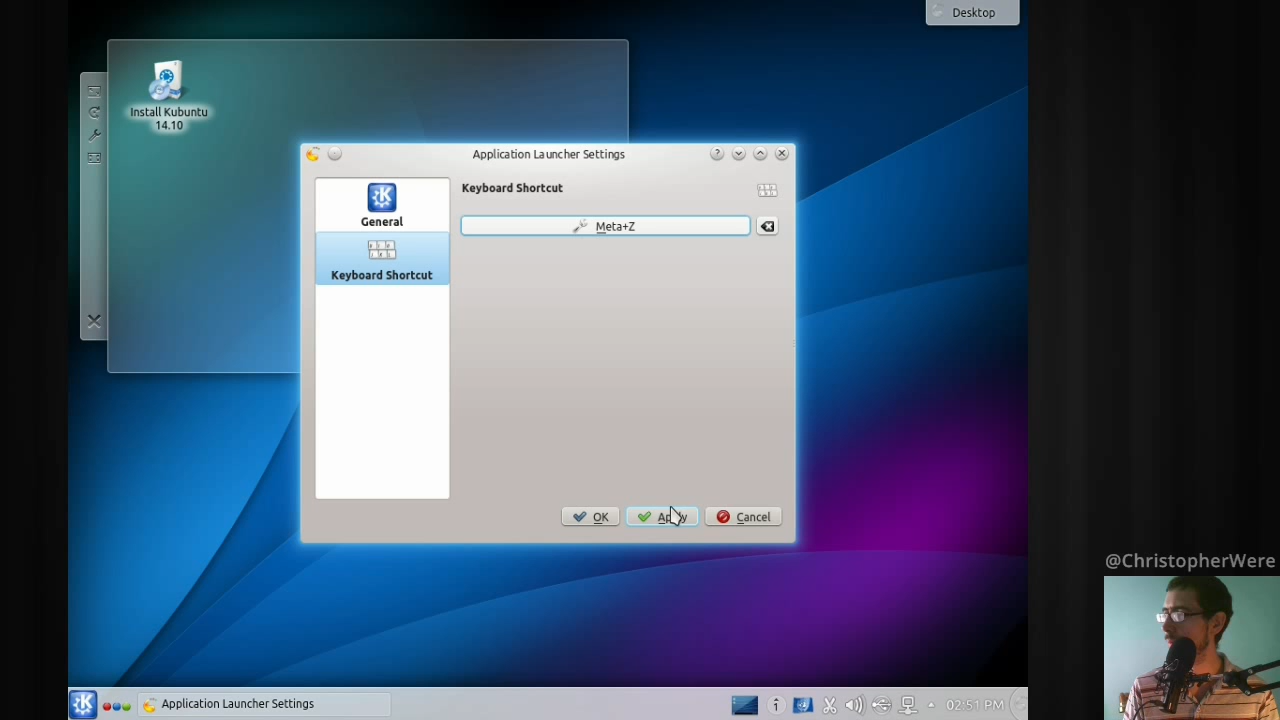 Desktop
Install Kubuntu
14.10
Application Launcher Settings
General
Keyboard Shortcut
Keyboard Shortcut
Meta+Z
OK
Apply
Cancel
@ChristopherWere
Application Launcher Settings
02:51 PM